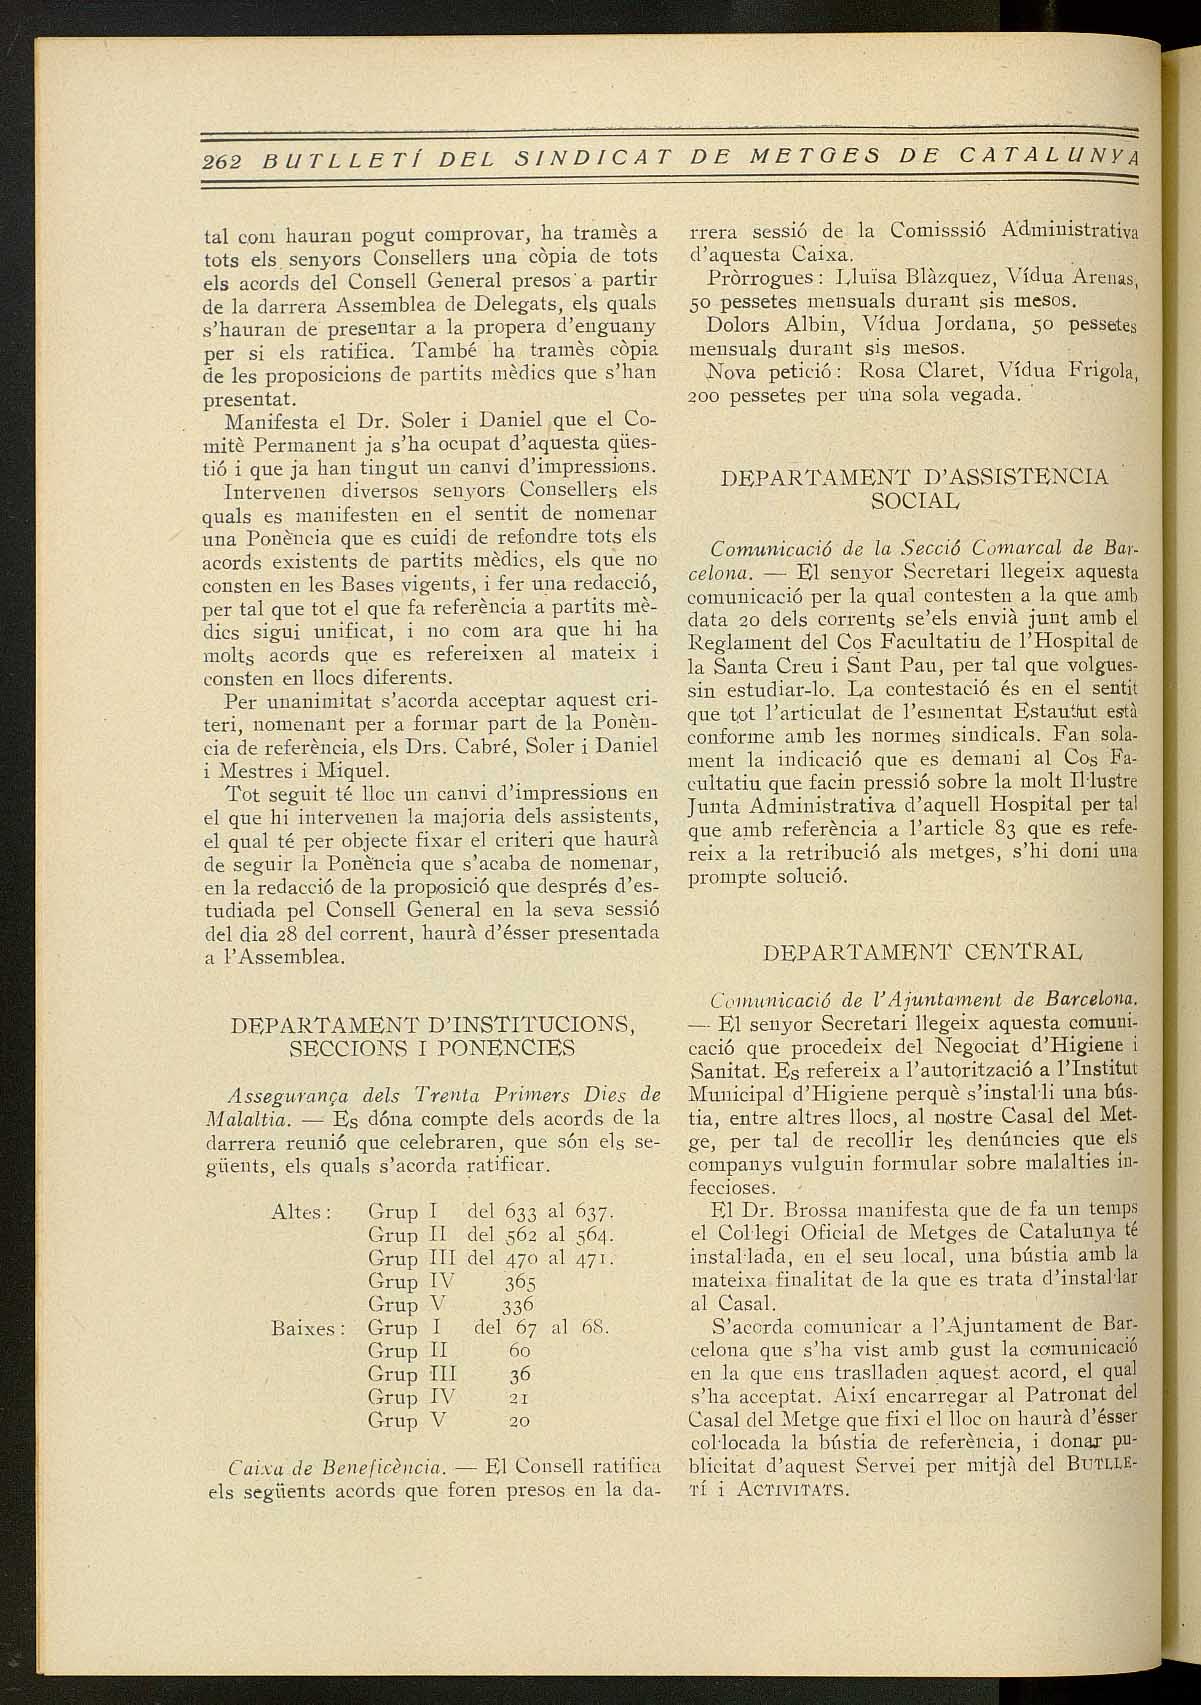 262 BUTLLETÍ DEL SINDICAT DE METGES DE CATALUNYA
tal com hauran pogut comprovar, ha tramès a
tots els senyors Consellers una còpia de tots
els acords del Consell General presos a partir
de la darrera Assemblea de Delegats, els quals
s'hauran de presentar a la propera d'enguany
per si els ratifica. També ha tramès còpia
de les proposicions de partits mèdics que s'han
presentat.
Manifesta el Dr. Soler i Daniel que el Co-
mitè Permanent ja s'ha ocupat d'aquesta qües-
tió i que ja han tingut un canvi d'impressions.
Intervenen diversos senyors Consellers els
quals es manifesten en el sentit de nomenar
una Ponència que es cuidi de refondre tots els
acords existents de partits mèdics, els que no
consten en les Bases vigents, i fer una redacció,
per tal que tot el que fa referència a partits mè-
dics sigui unificat, i no com ara que hi ha
molts acords que es refereixen al mateix i
consten en llocs diferents.
Per unanimitat s'acorda acceptar aquest cri-
teri, nomenant per a formar part de la Ponèn-
cia de referència, els Drs. Cabré, Soler i Daniel
i Mestres i Miquel.
Tot seguit té lloc un canvi d'impressions en
el que hi intervenen la majoria dels assistents,
el qual té per objecte fixar el criteri que haurà
de seguir la Ponència que s'acaba de nomenar,
en la redacció de la proposició que després d'es-
tudiada pel Consell General en la seva sessió
del dia 28 del corrent, haurà d'ésser presentada
a l'Assemblea.
DEPARTAMENT D'INSTITUCIONS,
SECCIONS I PONENCIES
Assegurança dels Trenta Primers Dies de
Malaltia. — Es dóna compte dels acords de la
darrera reunió que celebraren, que són els se-
güents, els quals s'acorda ratificar.
Altes : Grup I del 633 al 637.
Grup II del 562 al 564.
Grup III del 470 al 471.
Grup IV 365
Grup V 336
Baixes : Grup I del 67 al 68.
Grup II 60
Grup III 36
Grup IV 21
Grup V 20
Caixa de Beneficència. — El Consell ratifica
els següents acords que foren presos en la da-
rrera sessió de la Comisssió Administrativa
d'aquesta Caixa.
Pròrrogues : Lluïsa Blàzquez, Vídua Arenas,
50 pessetes mensuals durant sis mesos.
Dolors Albin, Vídua Jordana, 50 pessetes
mensuals durant sis mesos.
Nova petició : Rosa Claret, Vídua Frigola,
200 pessetes per una sola vegada.
DEPARTAMENT D'ASSISTENCIA
SOCIAL
Comunicació de la Secció Comarcal de Bar-
celona. — El senyor Secretari llegeix aquesta
comunicació per la qual contesten a la que amb
data 20 dels corrents se'els envià junt amb el
Reglament del Cos Facultatiu de l'Hospital de
la Santa Creu i Sant Pau, per tal que volgues-
sin estudiar-lo. La contestació és en el sentit
que tot l'articulat de l'esmentat Estautut està
conforme amb les normes sindicals. Fan sola-
ment la indicació que es demani al Cos Fa-
cultatiu que facin pressió sobre la molt Il·lustre
Junta Administrativa d'aquell Hospital per tal
que amb referència a l'article 83 que es refe-
reix a la retribució als metges, s'hi doni una
prompte solució.
DEPARTAMENT CENTRAL
Comunicació de l'Ajuntament de Barcelona.
— El senyor Secretari llegeix aquesta comuni-
cació que procedeix del Negociat d'Higiene i
Sanitat. Es refereix a l'autorització a l'Institut
Municipal d'Higiene perquè s'instal·li una bús-
tia, entre altres llocs, al nostre Casal del Met-
ge, per tal de recollir les denúncies que els
companys vulguin formular sobre malalties in-
feccioses.
El Dr. Brossa manifesta que de fa un temps
el Col·legi Oficial de Metges de Catalunya té
instal·lada, en el seu local, una bústia amb la
mateixa finalitat de la que es trata d'instal·lar
al Casal.
S'acorda comunicar a l'Ajuntament de Bar-
celona que s'ha vist amb gust la comunicació
en la que ens traslladen aquest acord, el qual
s'ha acceptat. Així encarregar al Patronat del
Casal del Metge que fixi el lloc on haurà d'ésser
col·locada la bústia de referència, i donar pu-
blicitat d'aquest Servei per mitjà del BUTLLE-
TÍ i ACTIVITATS.